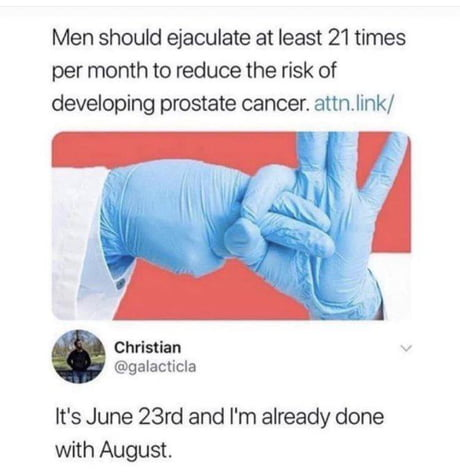 Men should ejaculate at least 21 times
per month to reduce the risk of
developing prostate cancer. attn.link/
Christian
@galacticla
It's June 23rd and I'm already done
with August.